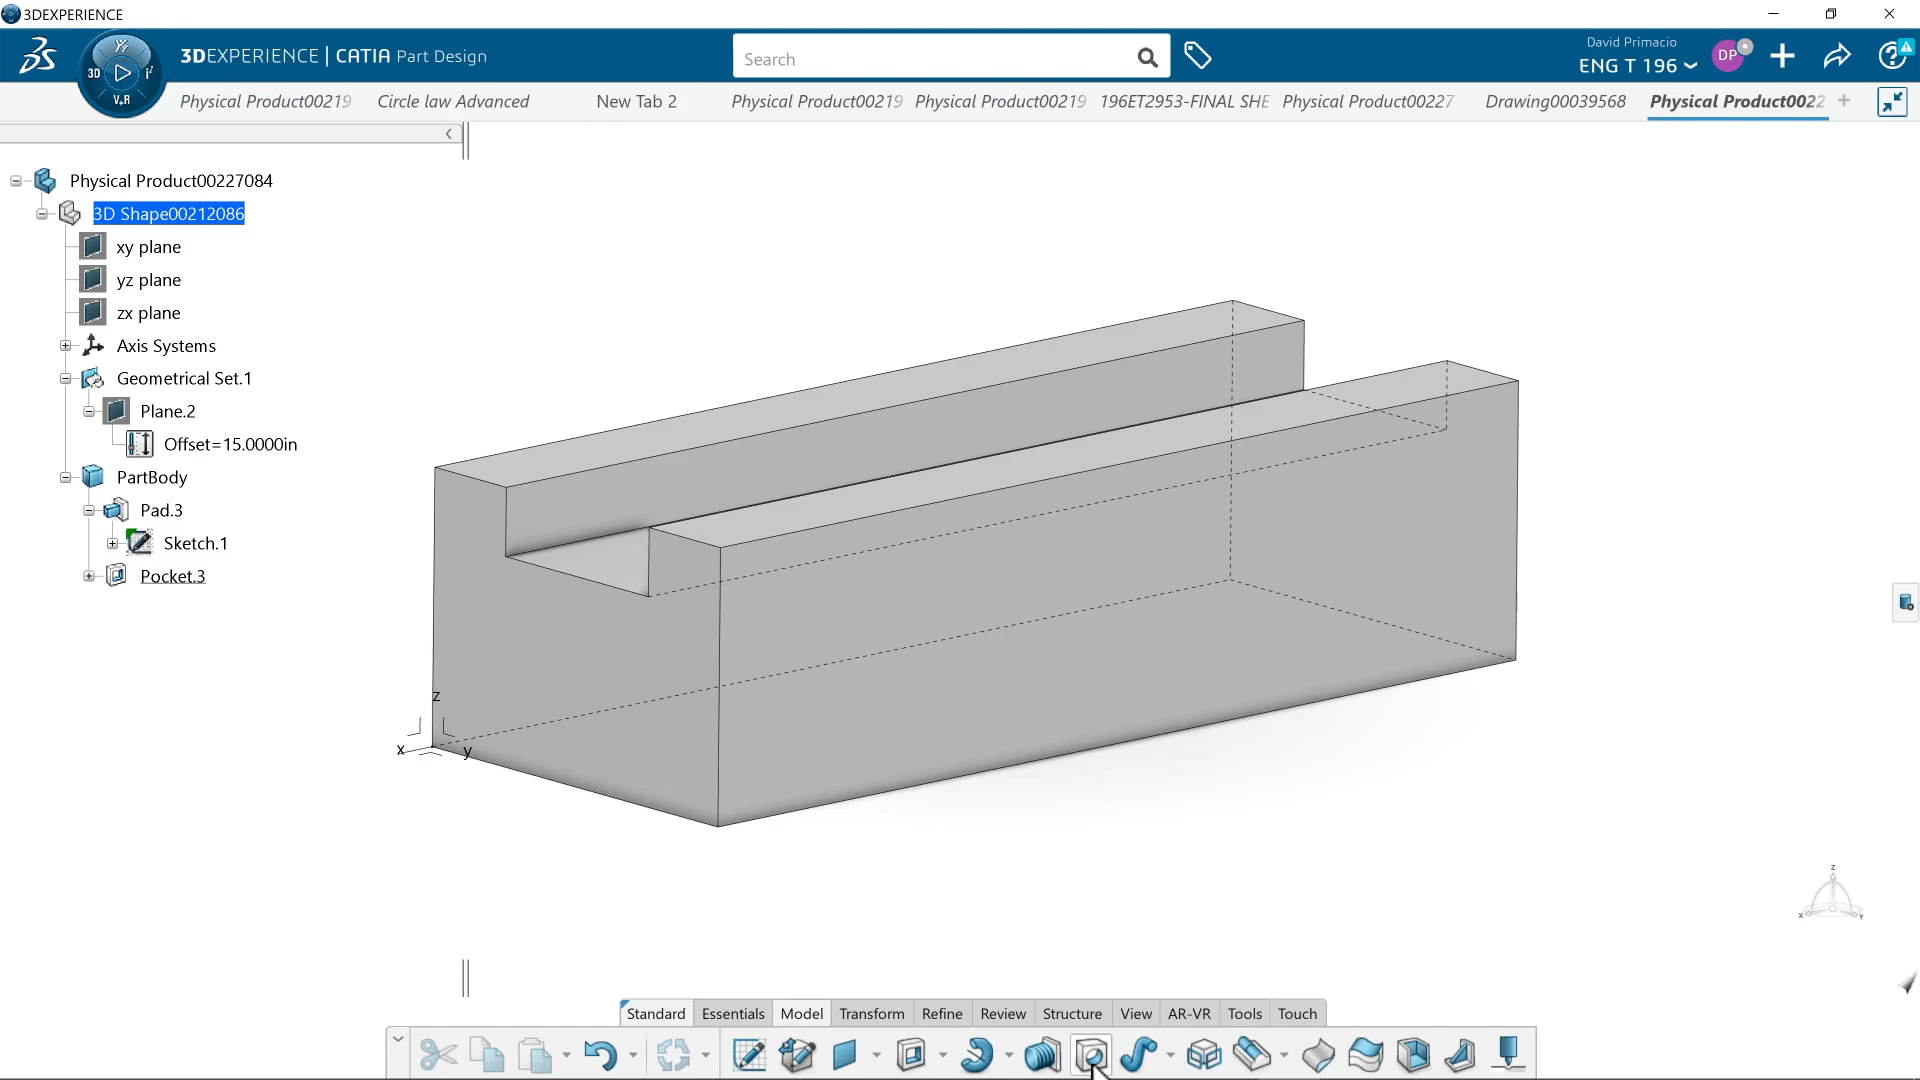 3DEXPERIENCE
3DEXPERIENCE | CATIA Part Design
Search
David Primacio
ENG T 196
DP
3D
V+R
Physical Product00219
Circle law Advanced
New Tab 2
Physical Product00219
Physical Product00219
196ET2953-FINAL SHE
Physical Product00227
Drawing00039568
Physical Product0022
Physical Product00227084
3D Shape00212086
xy plane
yz plane
zx plane
Axis Systems
Geometrical Set.1
Plane.2
Offset=15.0000in
PartBody
Pad.3
Sketch.1
Pocket.3
z
x
y
z
x
y
Standard
Essentials
Model
Transform
Refine
Review
Structure
View
AR-VR
Tools
Touch